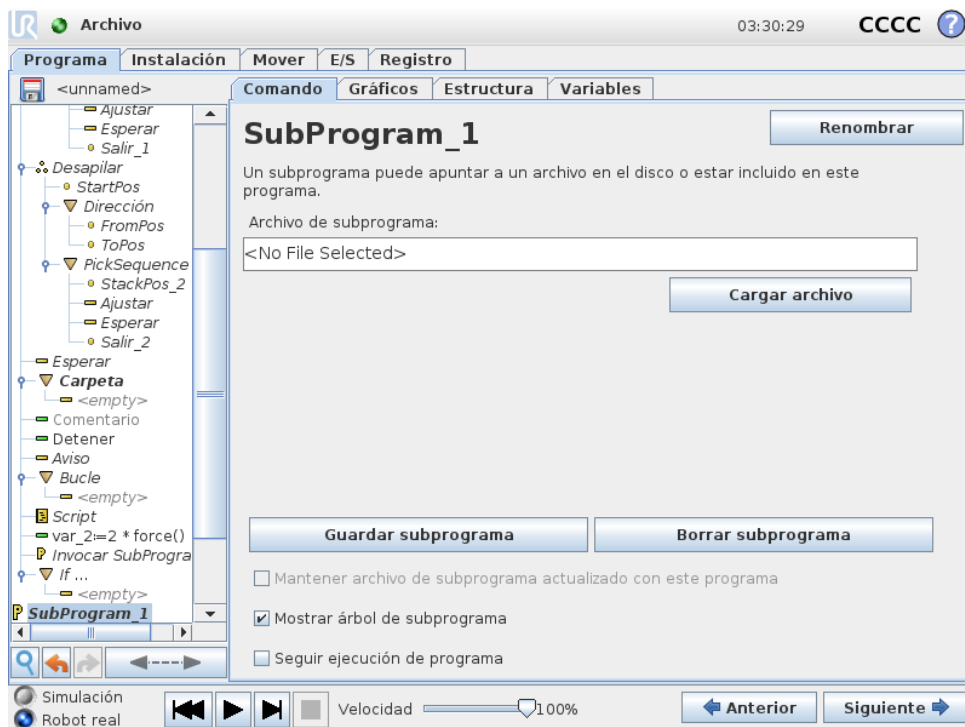 UR Archivo 03:30:29 CCCC ?
Programa Instalación Mover E/S Registro
<unnamed>
Comando Gráficos Estructura Variables
Ajustar
Esperar
Salir_1
Desapilar
StartPos
Dirección
FromPos
ToPos
PickSequence
StackPos_2
Ajustar
Esperar
Salir_2
Esperar
Carpeta
<empty>
Comentario
Detener
Aviso
Bucle
<empty>
Script
var_2:=2 * force()
Invocar SubProgra
If ...
<empty>
SubProgram_1
SubProgram_1
Renombrar
Un subprograma puede apuntar a un archivo en el disco o estar incluido en este
programa.
Archivo de subprograma:
<No File Selected>
Cargar archivo
Guardar subprograma Borrar subprograma
Mantener archivo de subprograma actualizado con este programa
Mostrar árbol de subprograma
Seguir ejecución de programa
Simulación
Robot real
Velocidad 100%
Anterior Siguiente